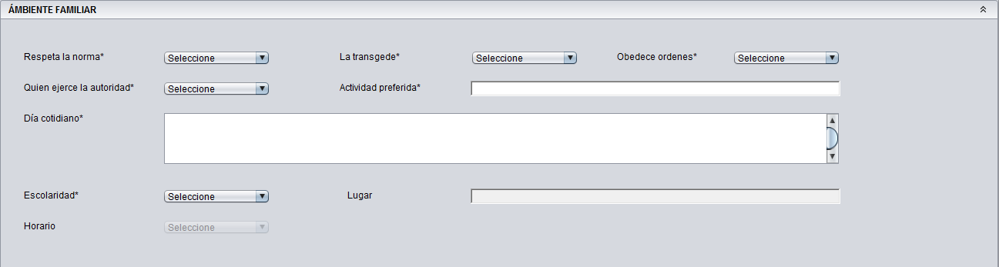 ÁMBIENTE FAMILIAR
Respeta la norma* Seleccione La transgede* Seleccione Obedece ordenes* Seleccione
Quien ejerce la autoridad* Seleccione Actividad preferida*
Día cotidiano*
Escolaridad* Seleccione Lugar
Horario Seleccione